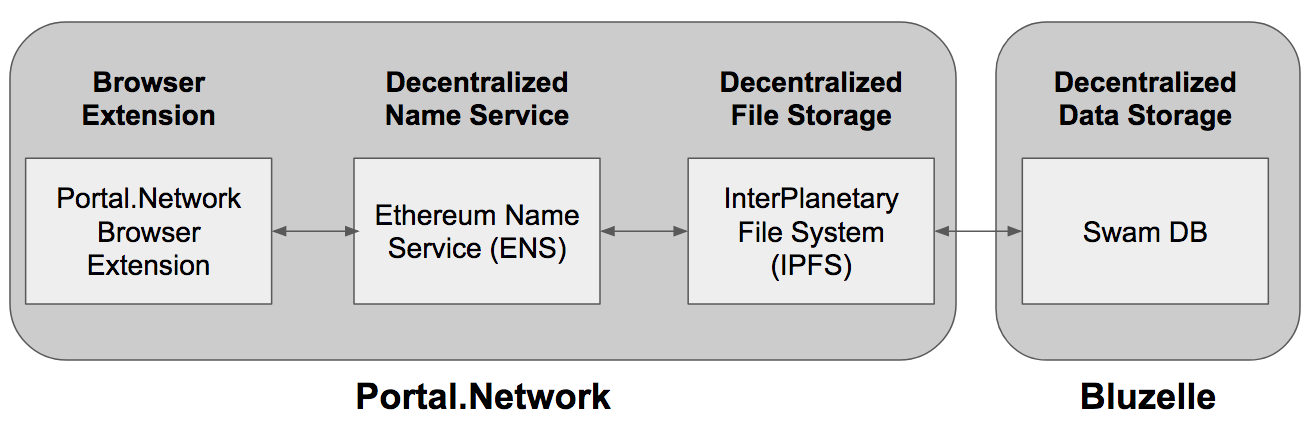 Browser
Extension
Decentralized
Name Service
Decentralized
File Storage
Decentralized
Data Storage
Portal.Network
Browser
Extension
Ethereum Name
Service (ENS)
InterPlanetary
File System
(IPFS)
Swam DB
Portal.Network
Bluzelle